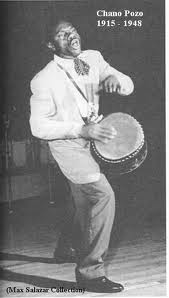 Chano Pozo
1915 - 1948
(Max Salazar Collection)